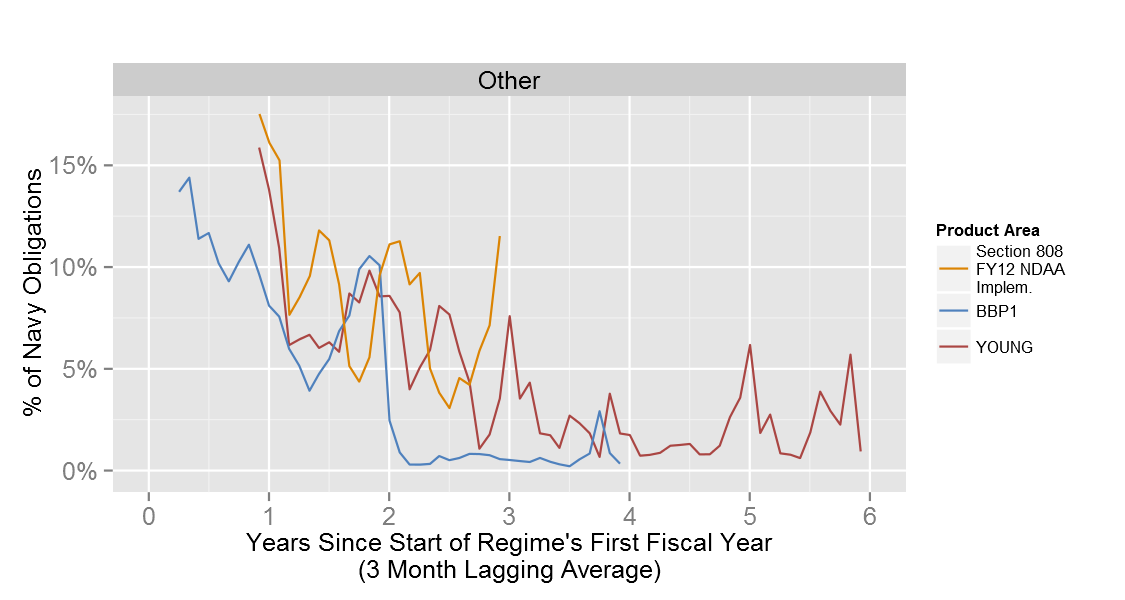 Other
% of Navy Obligations
15%
10%
5%
0%
0 1 2 3 4 5 6
Years Since Start of Regime's First Fiscal Year
(3 Month Lagging Average)
Product Area
Section 808
FY12 NDAA
Implem.
BBP1
YOUNG